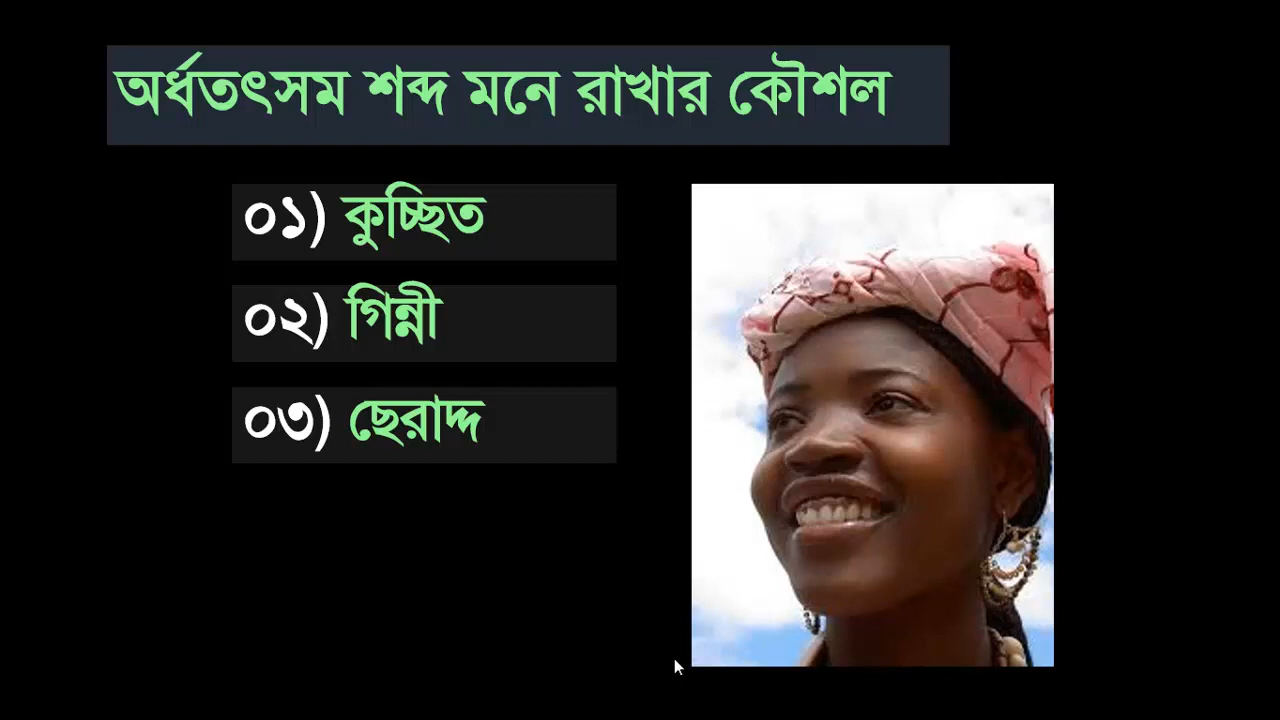 অর্ধতৎসম শব্দ মনে রাখার কৌশল
০১) কুচ্ছিত
০২) গিন্নী
০৩) ছেরাদ্দ